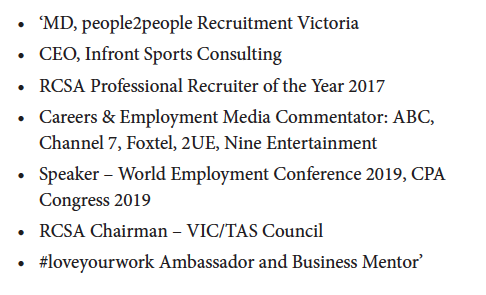 • ‘MD, people2people Recruitment Victoria
• CEO, Infront Sports Consulting
• RCSA Professional Recruiter of the Year 2017
• Careers & Employment Media Commentator: ABC,
Channel 7, Foxtel, 2UE, Nine Entertainment
• Speaker – World Employment Conference 2019, CPA
Congress 2019
• RCSA Chairman – VIC/TAS Council
• #loveyourwork Ambassador and Business Mentor’